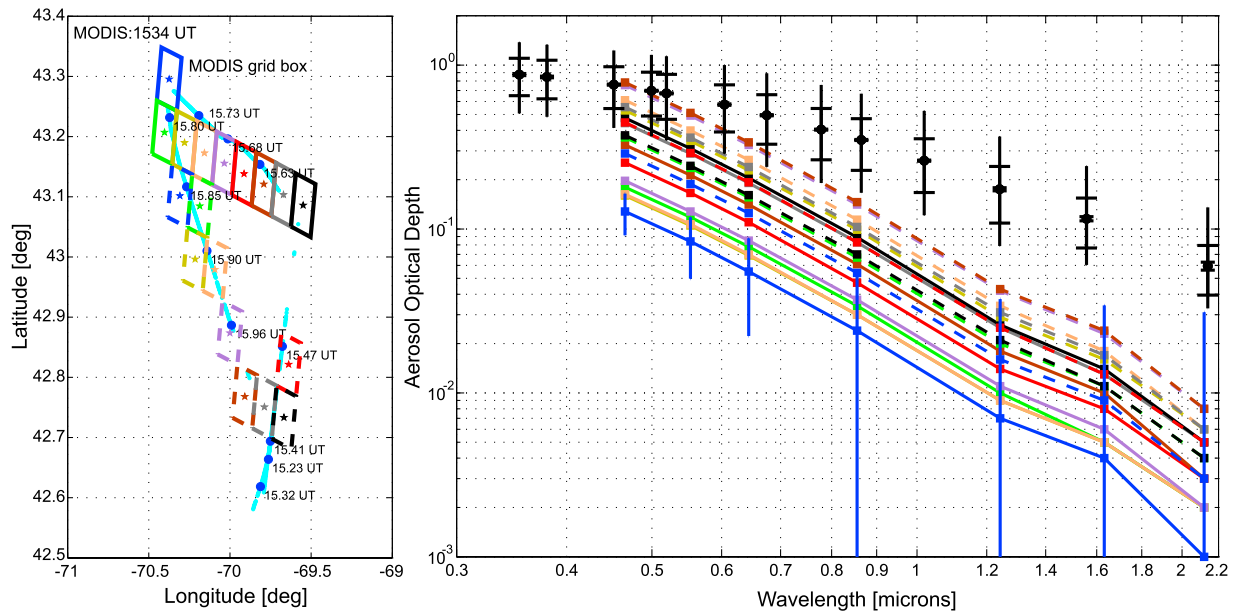 MODIS:1534 UT
MODIS grid box
15.73 UT
15.80 UT
15.68 UT
15.63 UT
15.85 UT
15.90 UT
5.96 UT
15.47 UT
15.41 UT
15.23 UT
15.32 UT
43.4
43.3
43.2
43.1
43
42.9
42.8
42.7
42.6
42.5
Latitude [deg]
-71
-70.5
-70
-69.5
-69
Longitude [deg]
10^0
10^-1
10^-2
10^-3
Aerosol Optical Depth
0.3
0.4
0.5
0.6
0.7
0.8
0.9
1
1.2
1.4
1.6
1.8
2
2.2
Wavelength [microns]